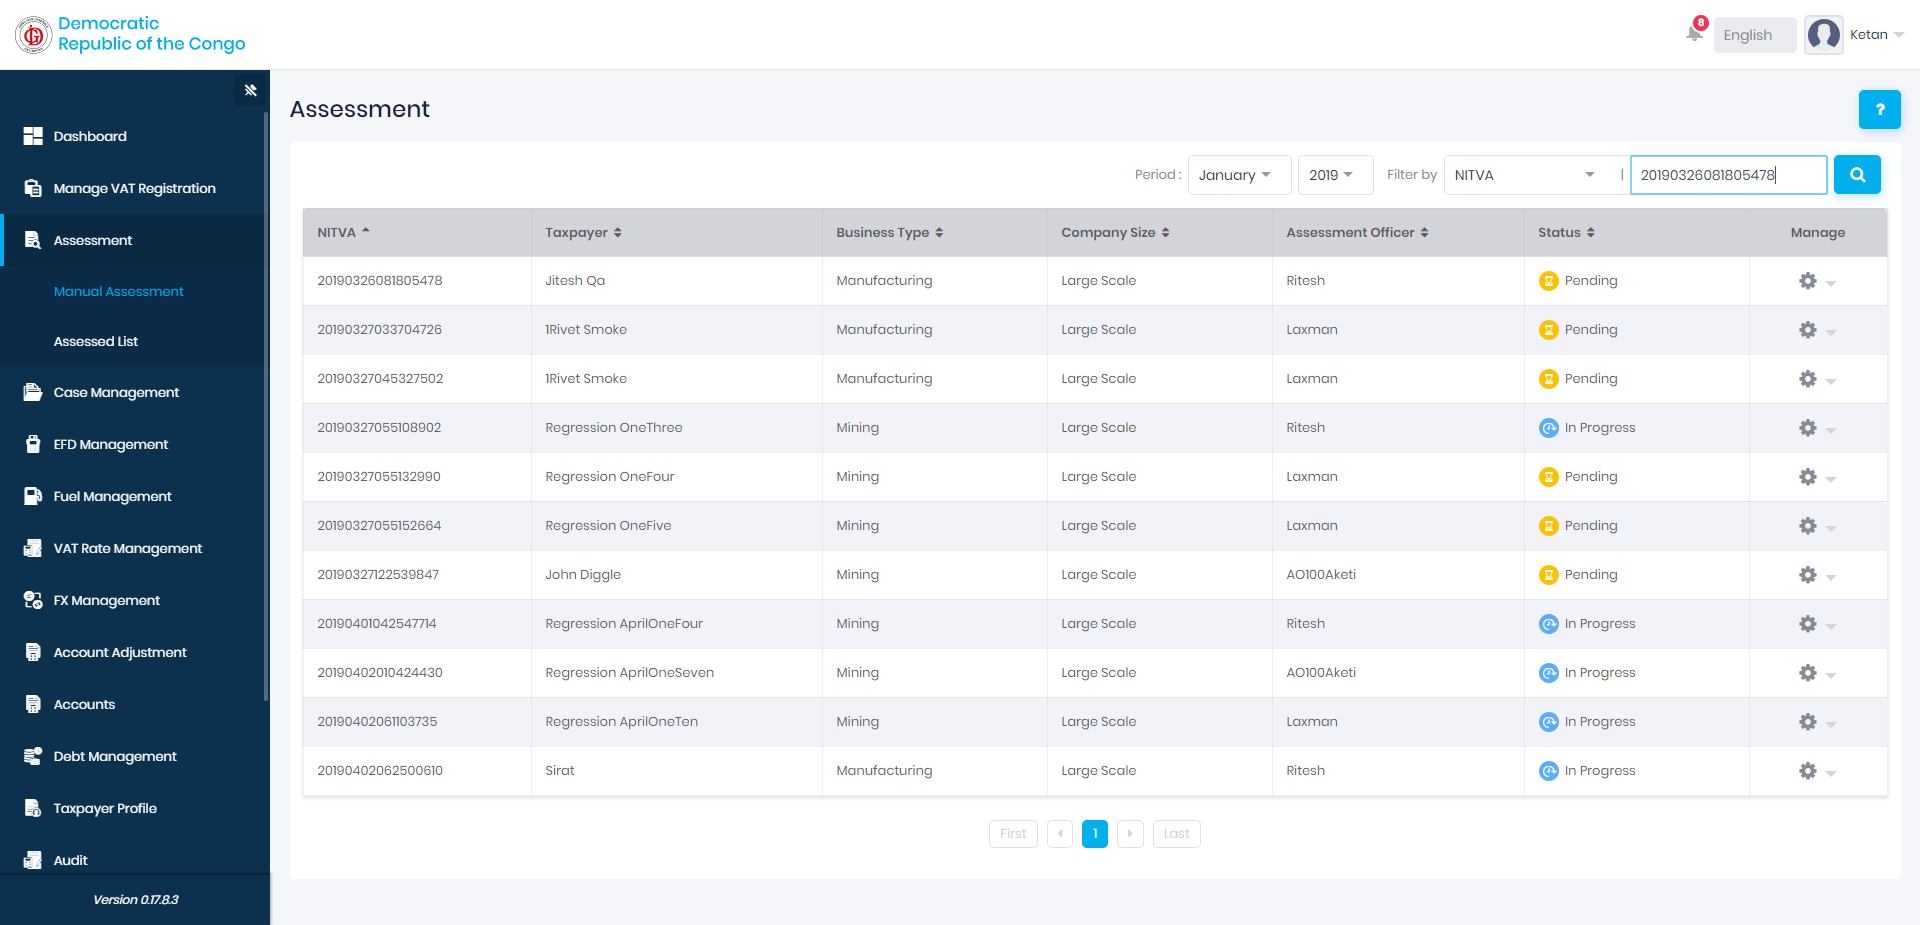 Democratic
Republic of the Congo
8
English
Ketan
Dashboard
Manage VAT Registration
Assessment
Manual Assessment
Assessed List
Case Management
EFD Management
Fuel Management
VAT Rate Management
FX Management
Account Adjustment
Accounts
Debt Management
Taxpayer Profile
Audit
Version 0.17.8.3
Assessment
?
Period : January 2019 Filter by NITVA | 20190326081805478
NITVA Taxpayer Business Type Company Size Assessment Officer Status Manage
20190326081805478 Jitesh Qa Manufacturing Large Scale Ritesh Pending
20190327033704726 1Rivet Smoke Manufacturing Large Scale Laxman Pending
20190327045327502 1Rivet Smoke Manufacturing Large Scale Laxman Pending
20190327055108902 Regression OneThree Mining Large Scale Ritesh In Progress
20190327055132990 Regression OneFour Mining Large Scale Laxman Pending
20190327055152664 Regression OneFive Mining Large Scale Laxman Pending
20190327122539847 John Diggle Mining Large Scale AO100Aketi Pending
20190401042547714 Regression AprilOneFour Mining Large Scale Ritesh In Progress
20190402010424430 Regression AprilOneSeven Mining Large Scale AO100Aketi In Progress
20190402061103735 Regression AprilOneTen Mining Large Scale Laxman In Progress
20190402062500610 Sirat Manufacturing Large Scale Ritesh In Progress
First 1 Last